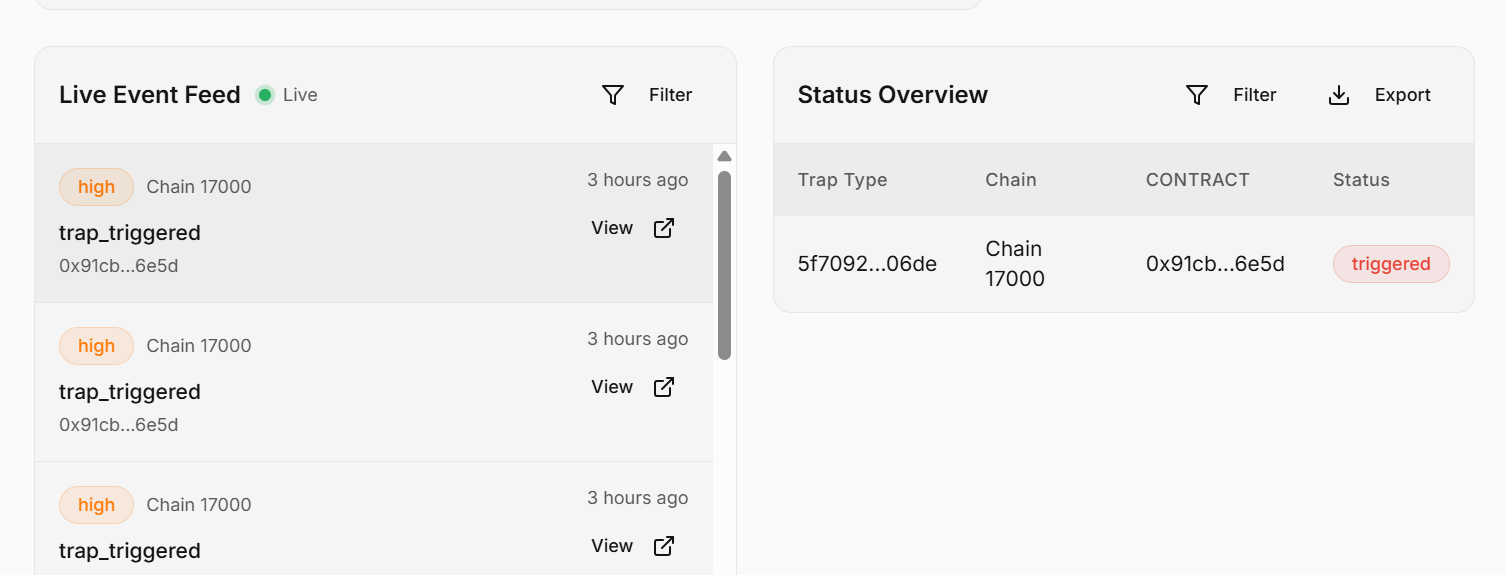 Live Event Feed Live Filter
high Chain 17000 3 hours ago
trap_triggered View
0x91cb...6e5d
high Chain 17000 3 hours ago
trap_triggered View
0x91cb...6e5d
high Chain 17000 3 hours ago
trap_triggered View
Status Overview Filter Export
Trap Type Chain CONTRACT Status
5f7092...06de Chain 17000 0x91cb...6e5d triggered